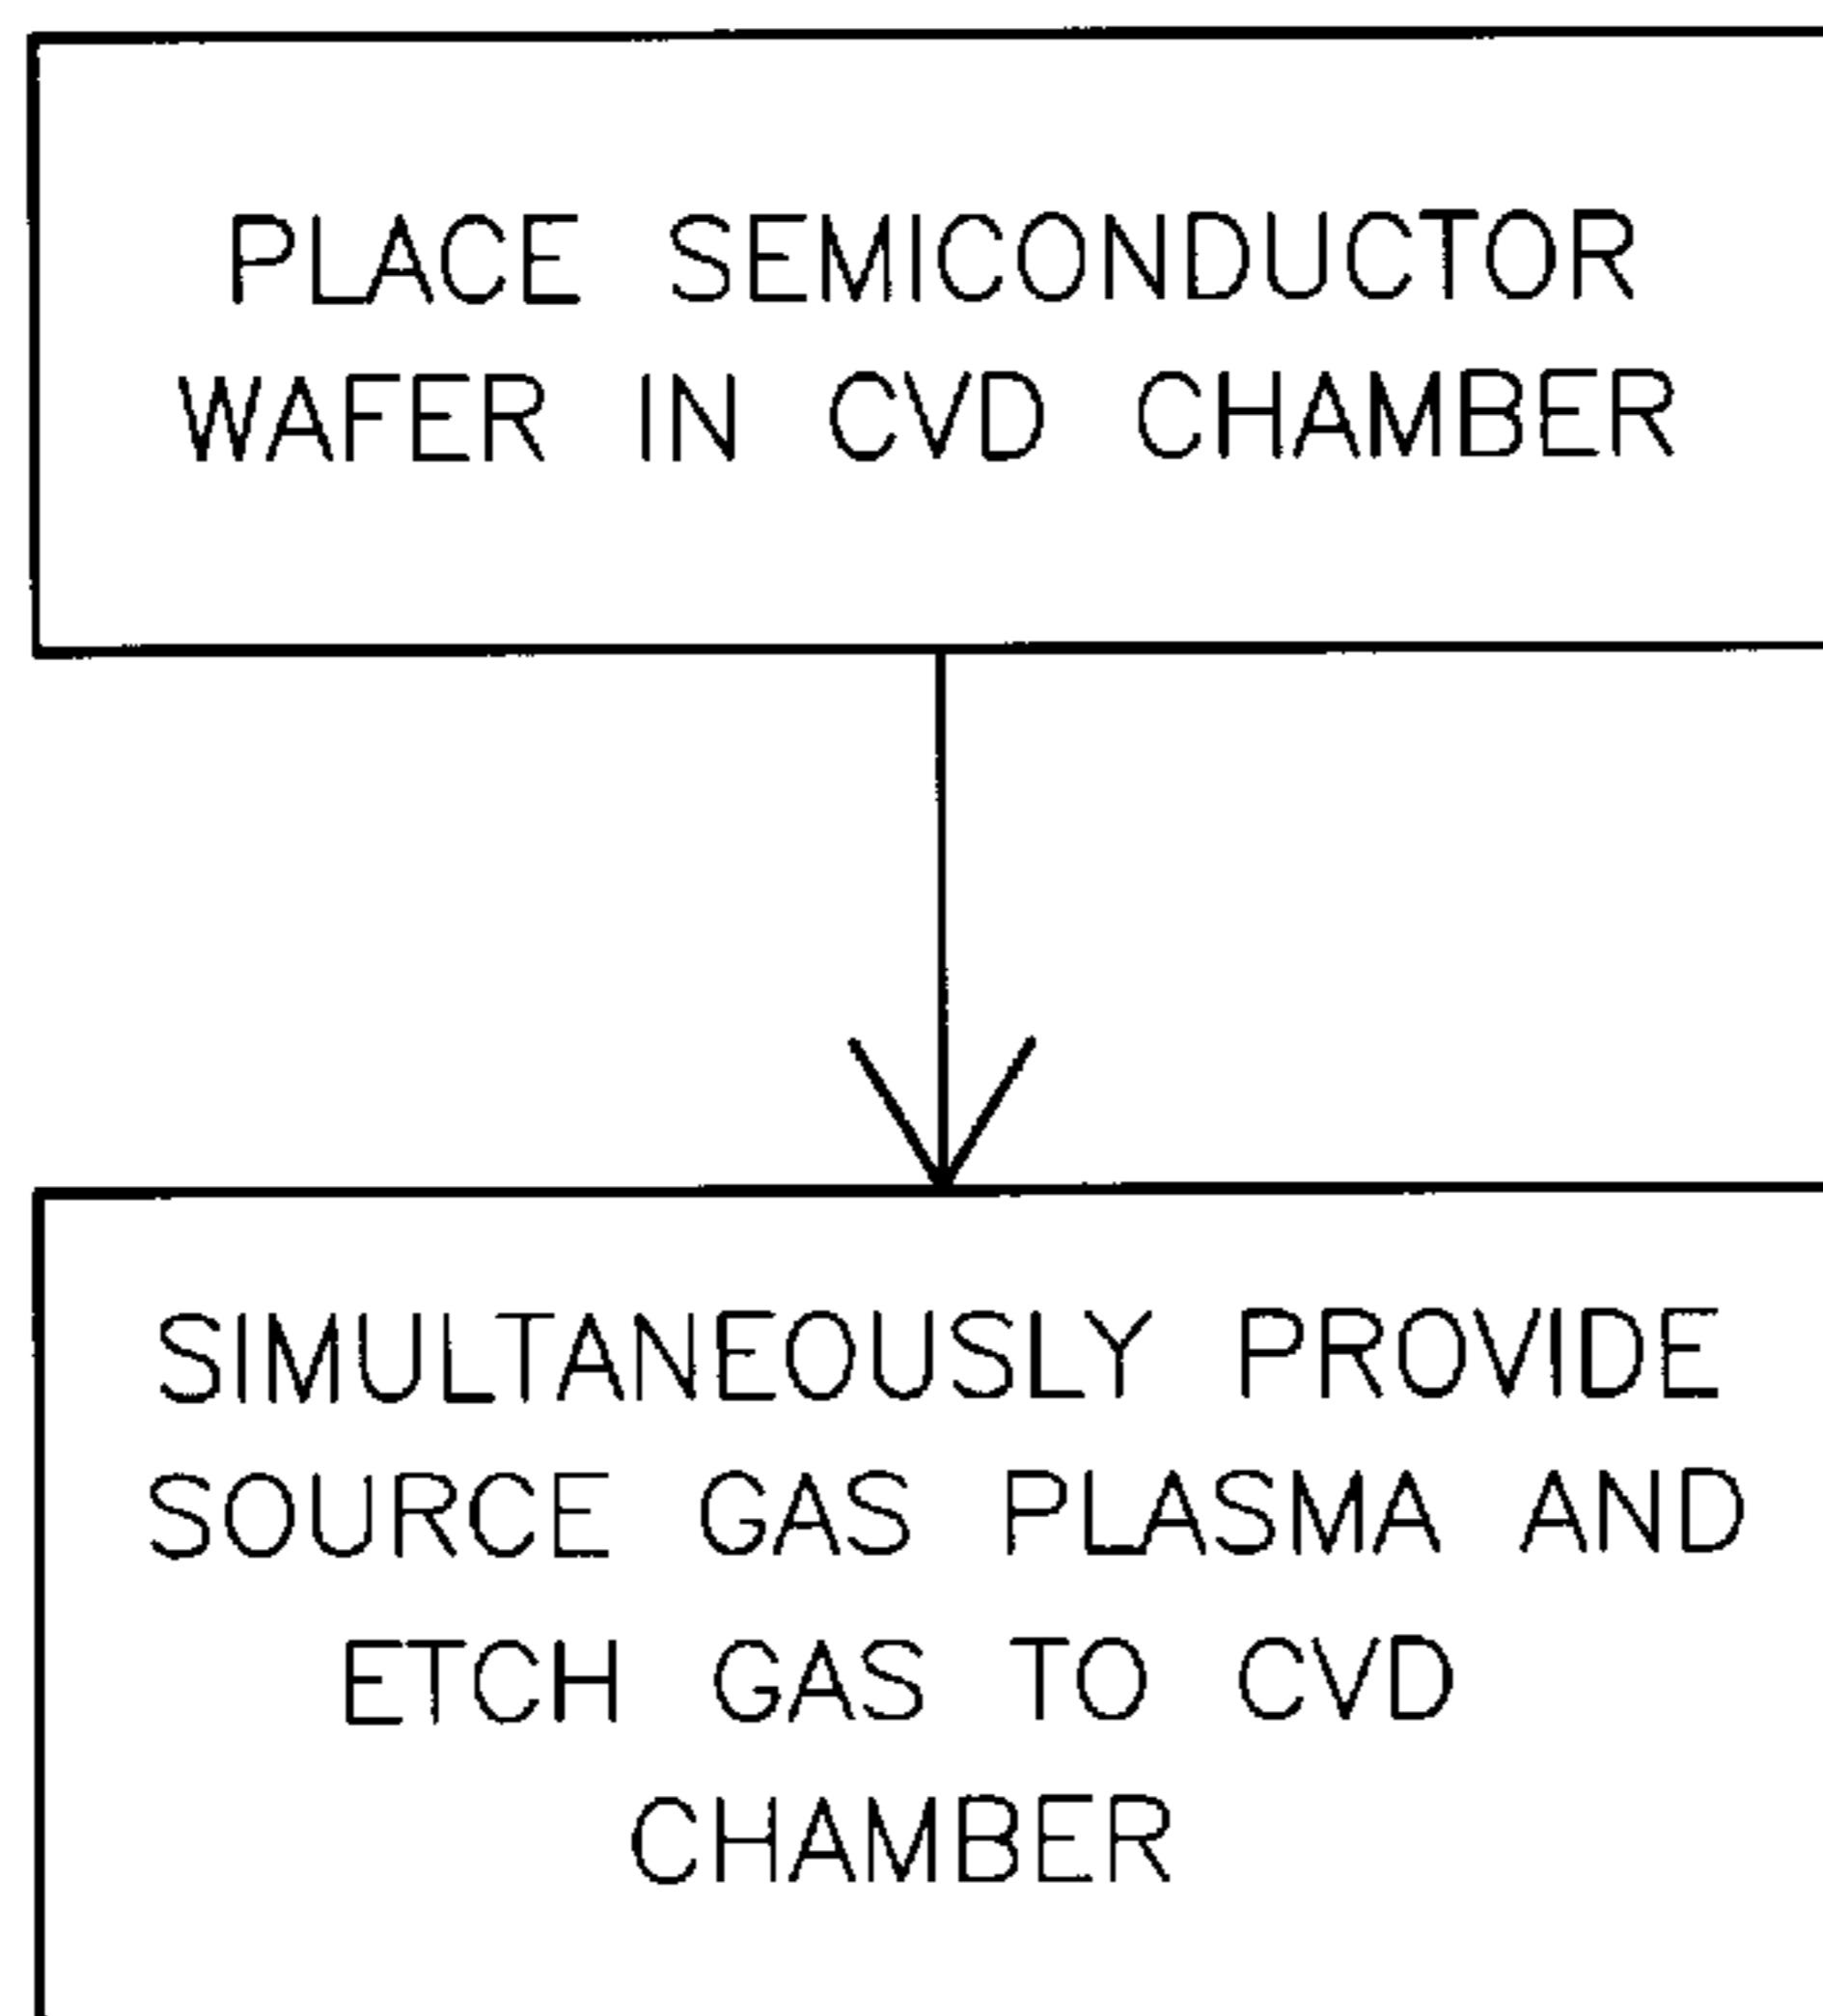 PLACE SEMICONDUCTOR
WAFER IN CVD CHAMBER
SIMULTANEOUSLY PROVIDE
SOURCE GAS PLASMA AND
ETCH GAS TO CVD
CHAMBER